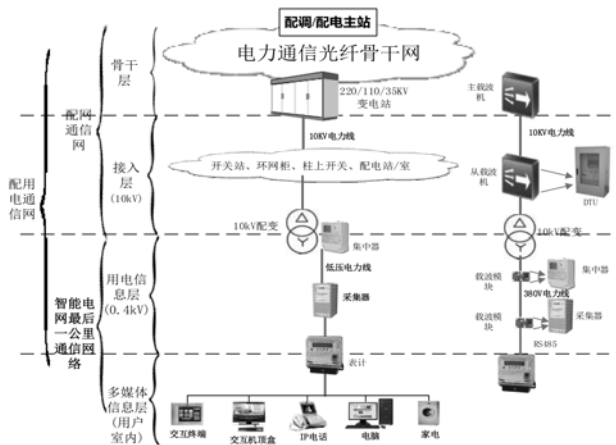 配调/配电主站
电力通信光纤骨干网
骨干
层
220/110/35KV
变电站
主载波
机
配网
通信
网
10KV电力线
10KV电力线
配用
电通
信网
接入
层
(10kV)
开关站、环网柜、柱上开关、配电站/室
从载波
机
DTU
10kV配变
集中器
10kV配变
低压电力线
用电信
息层
(0.4kV)
智能电
网最后
一公里
通信网
络
采集器
载波模
块
集中器
380V电力线
载波模
块
采集器
RS485
表计
多媒体
信息层
(用户
室内)
交互终端
交互机顶盒
IP电话
电脑
家电